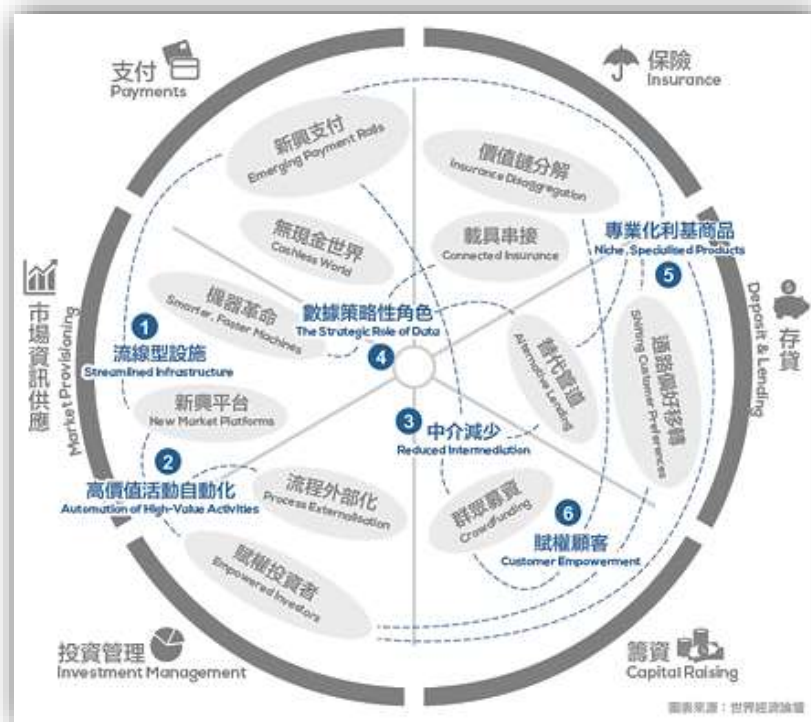 支付
Payments
保險
Insurance
新興支付
Emerging Payment Rails
價值鏈分解
Insurance Disaggregation
無現金世界
Cashless World
載具串接
Connected Insurance
專業化利基商品
Niche, Specialised Products
5
機器革命
Smarter, Faster Machines
數據策略性角色
The Strategic Role of Data
4
市場資訊供應
Market Provisioning
1
流線型設施
Streamlined Infrastructure
存貸
Deposit & Lending
替代管道
Alternative Lending
通路偏好移轉
Shifting Customer Preferences
新興平台
New Market Platforms
3
中介減少
Reduced Intermediation
2
高價值活動自動化
Automation of High-Value Activities
流程外部化
Process Externalisation
群眾募資
Crowdfunding
6
賦權顧客
Customer Empowerment
賦權投資者
Empowered Investors
投資管理
Investment Management
籌資
Capital Raising
圖表來源：世界經濟論壇